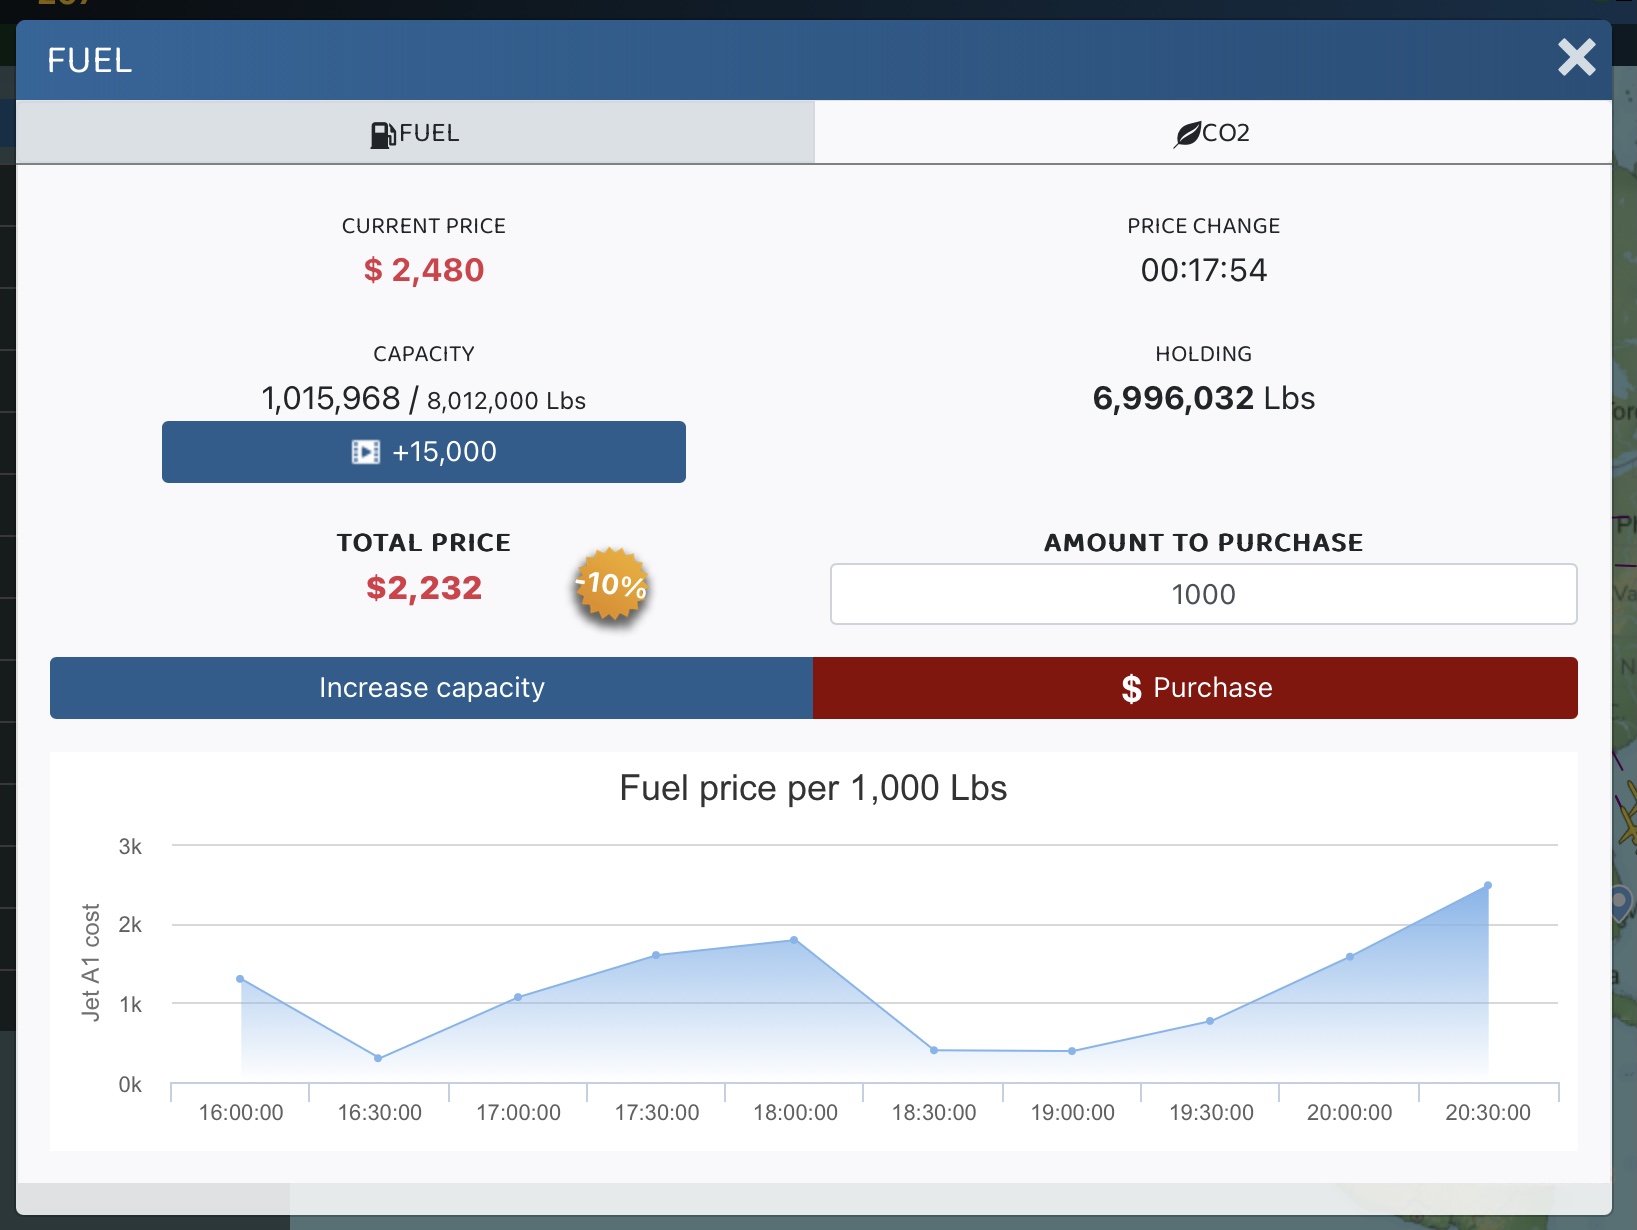 FUEL
FUEL
CO2
CURRENT PRICE
$ 2,480
PRICE CHANGE
00:17:54
CAPACITY
1,015,968 / 8,012,000 Lbs
+15,000
HOLDING
6,996,032 Lbs
TOTAL PRICE
$2,232
-10%
AMOUNT TO PURCHASE
1000
Increase capacity
$ Purchase
Fuel price per 1,000 Lbs
Jet A1 cost
3k
2k
1k
0k
16:00:00 16:30:00 17:00:00 17:30:00 18:00:00 18:30:00 19:00:00 19:30:00 20:00:00 20:30:00